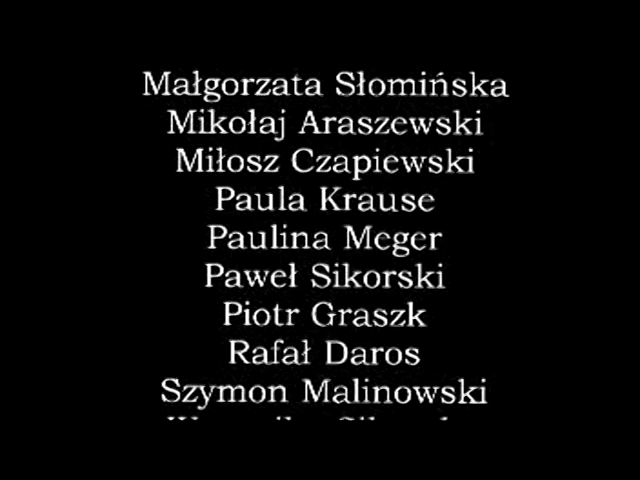 Małgorzata Słomińska
Mikołaj Araszewski
Miłosz Czapiewski
Paula Krause
Paulina Meger
Paweł Sikorski
Piotr Graszk
Rafał Daros
Szymon Malinowski